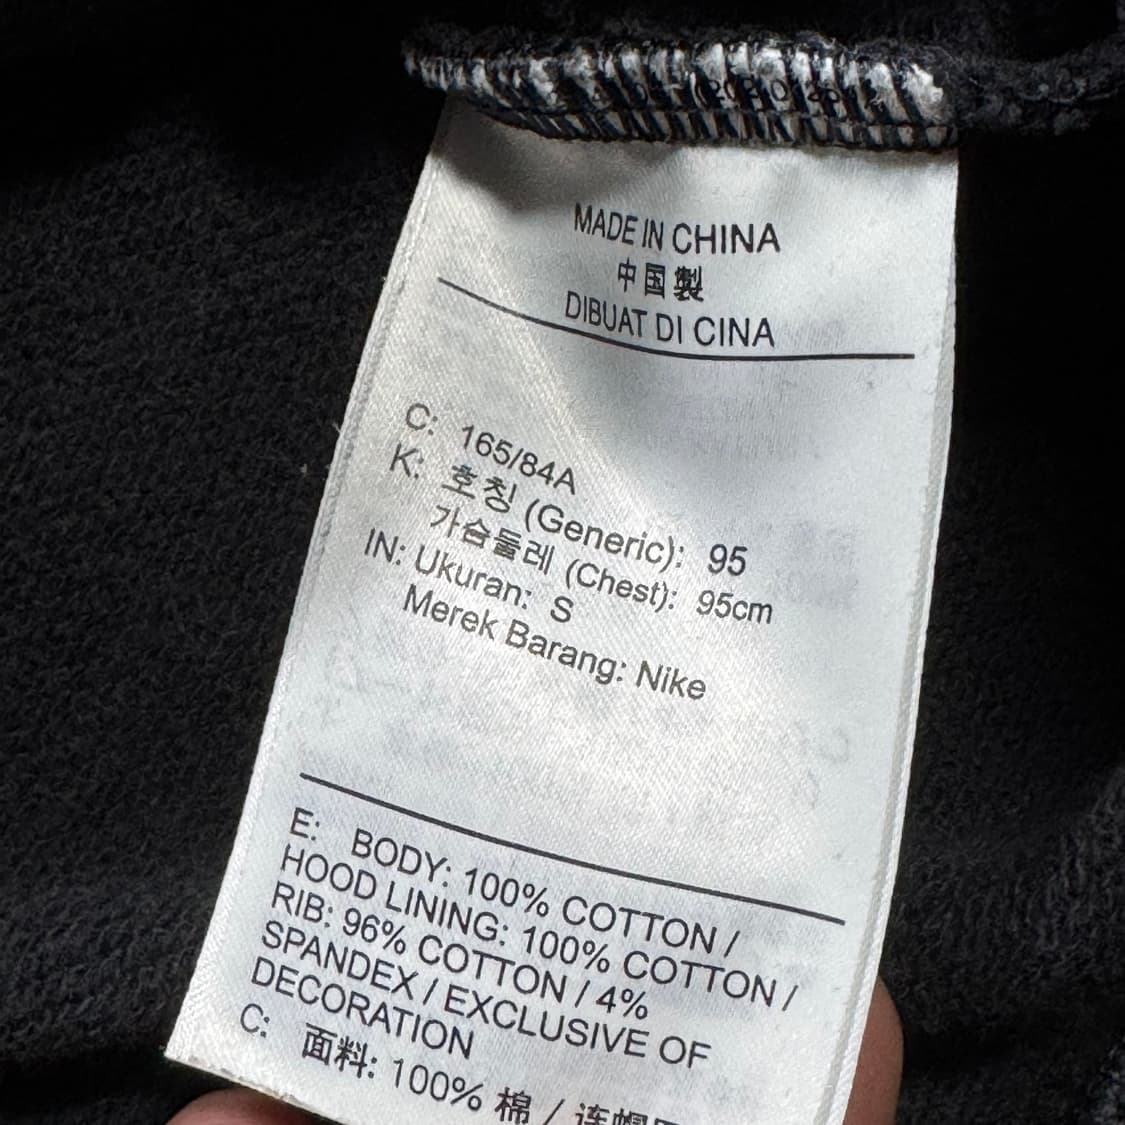 MADE IN CHINA
中国製
DIBUAT DI CINA
C: 165/84A
K: 호칭 (Generic): 95
가슴둘레 (Chest): 95cm
IN: Ukuran: S
Merek Barang: Nike
E: BODY: 100% COTTON /
HOOD LINING: 100% COTTON /
RIB: 96% COTTON / 4%
SPANDEX / EXCLUSIVE OF
DECORATION
C: 面料: 100% 棉 / 连帽